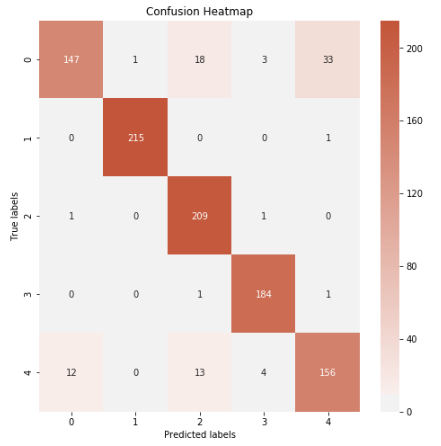 Confusion Heatmap
0 147 1 18 3 33
1 0 215 0 0 1
2 1 0 209 1 0
3 0 0 1 184 1
4 12 0 13 4 156
0 1 2 3 4
True labels
Predicted labels
200
160
120
80
40
0